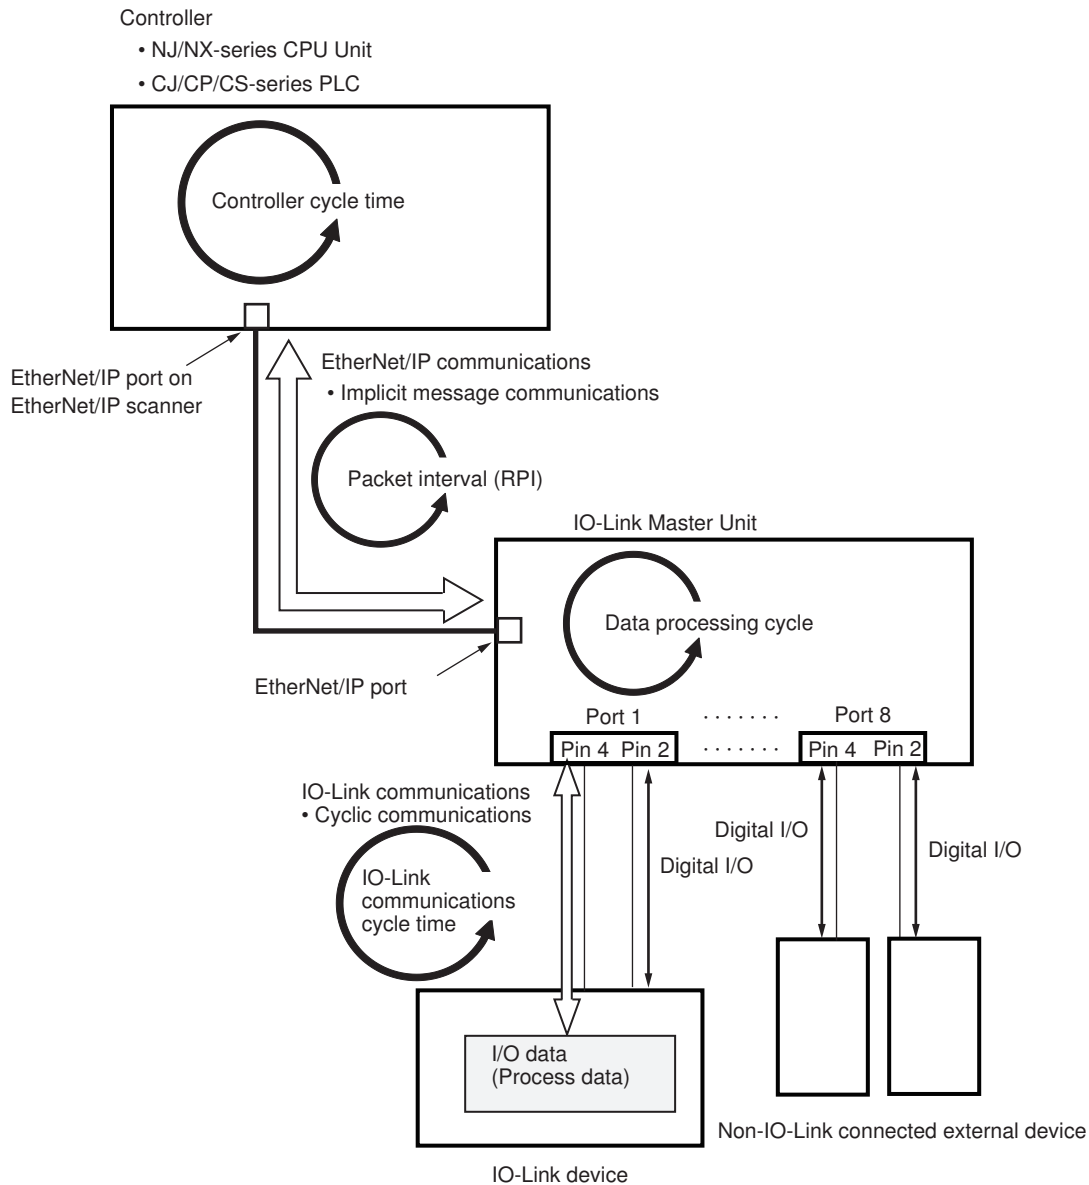 Controller
• NJ/NX-series CPU Unit
• CJ/CP/CS-series PLC
Controller cycle time
EtherNet/IP port on
EtherNet/IP scanner
EtherNet/IP communications
• Implicit message communications
Packet interval (RPI)
IO-Link Master Unit
Data processing cycle
EtherNet/IP port
Port 1 ....... Port 8
Pin 4 Pin 2 ....... Pin 4 Pin 2
IO-Link communications
• Cyclic communications
Digital I/O
Digital I/O
Digital I/O
IO-Link
communications
cycle time
I/O data
(Process data)
Non-IO-Link connected external device
IO-Link device